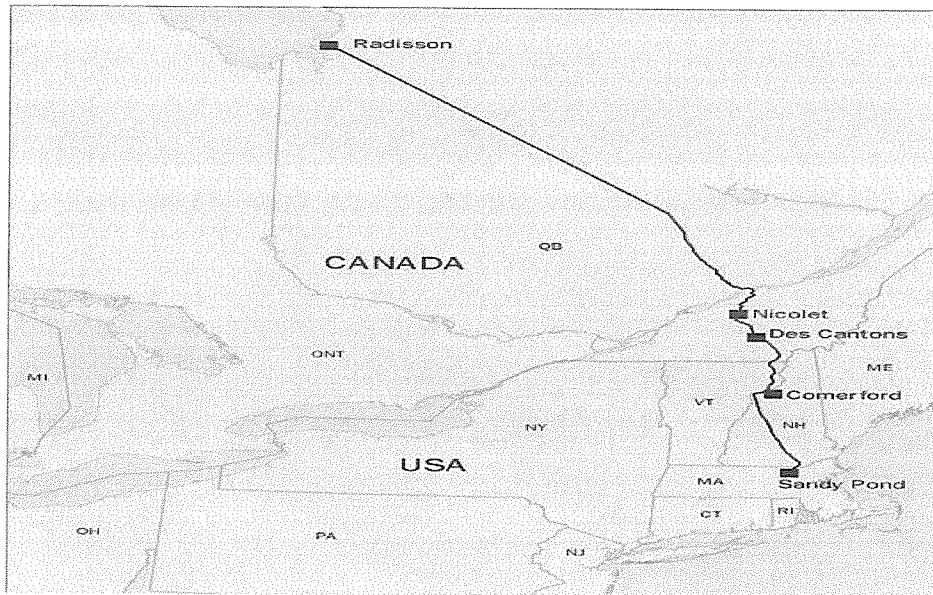 Radisson
QB
CANADA
Nicolet
Des Cantons
ONT
ME
MI
Comerford
VT
NH
NY
USA
MA
Sandy Pond
CT
RI
OH
PA
NJ